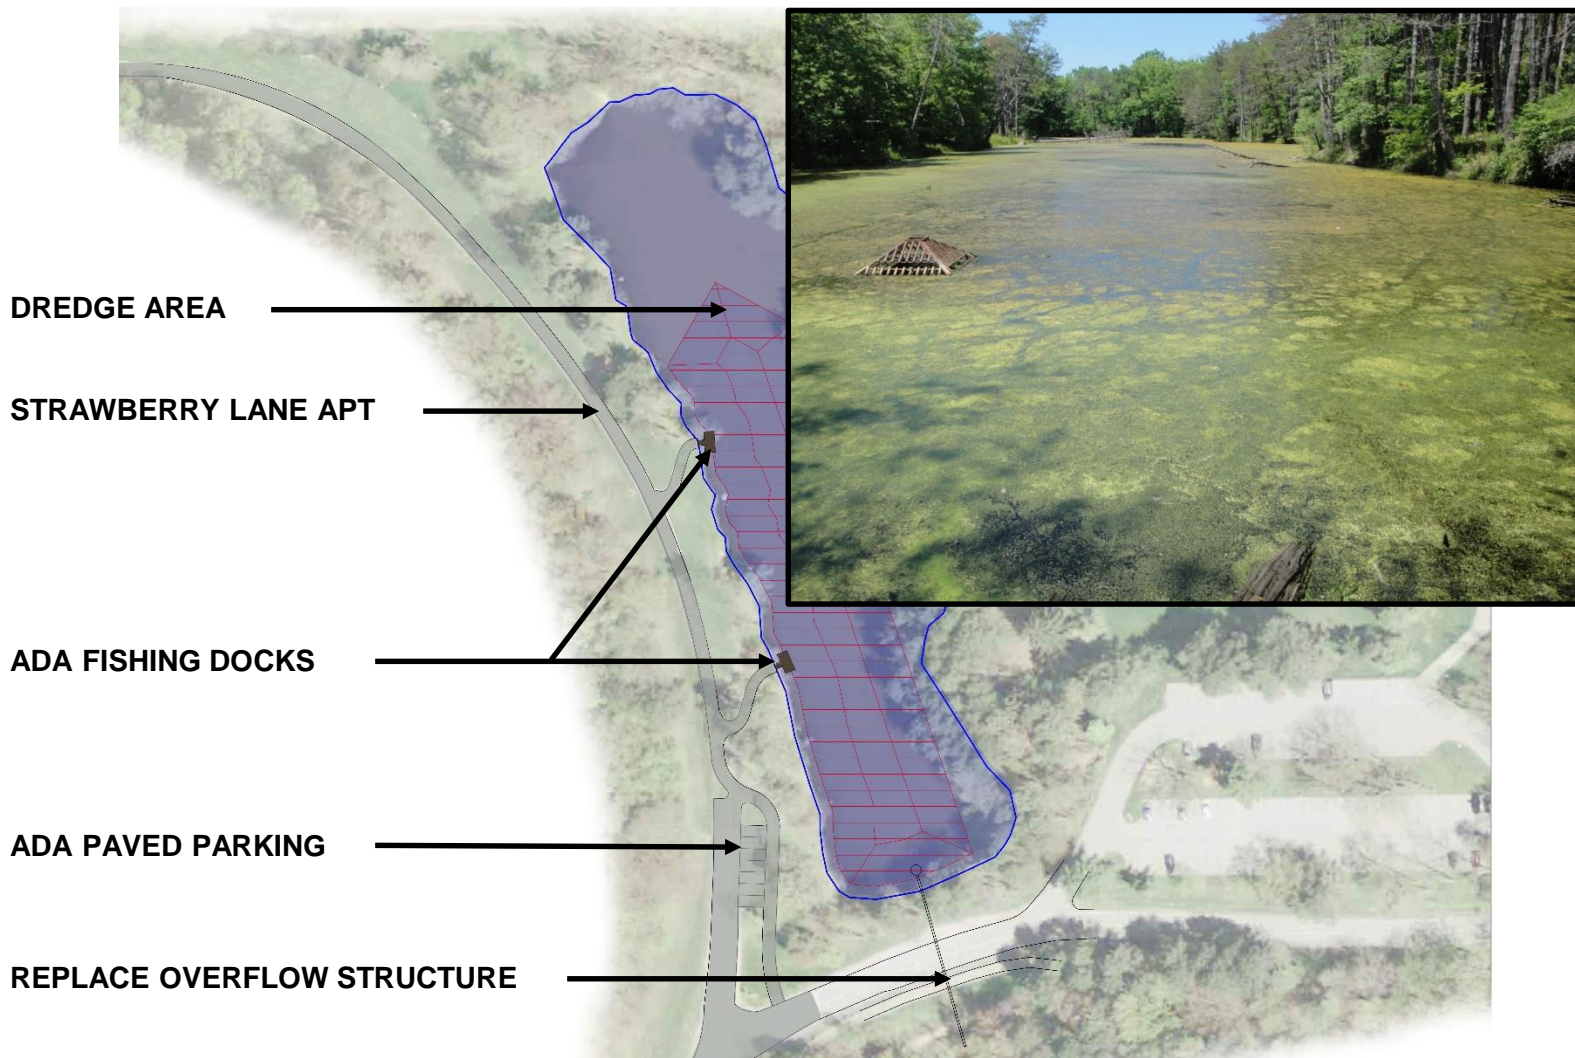 DREDGE AREA
STRAWBERRY LANE APT
ADA FISHING DOCKS
ADA PAVED PARKING
REPLACE OVERFLOW STRUCTURE